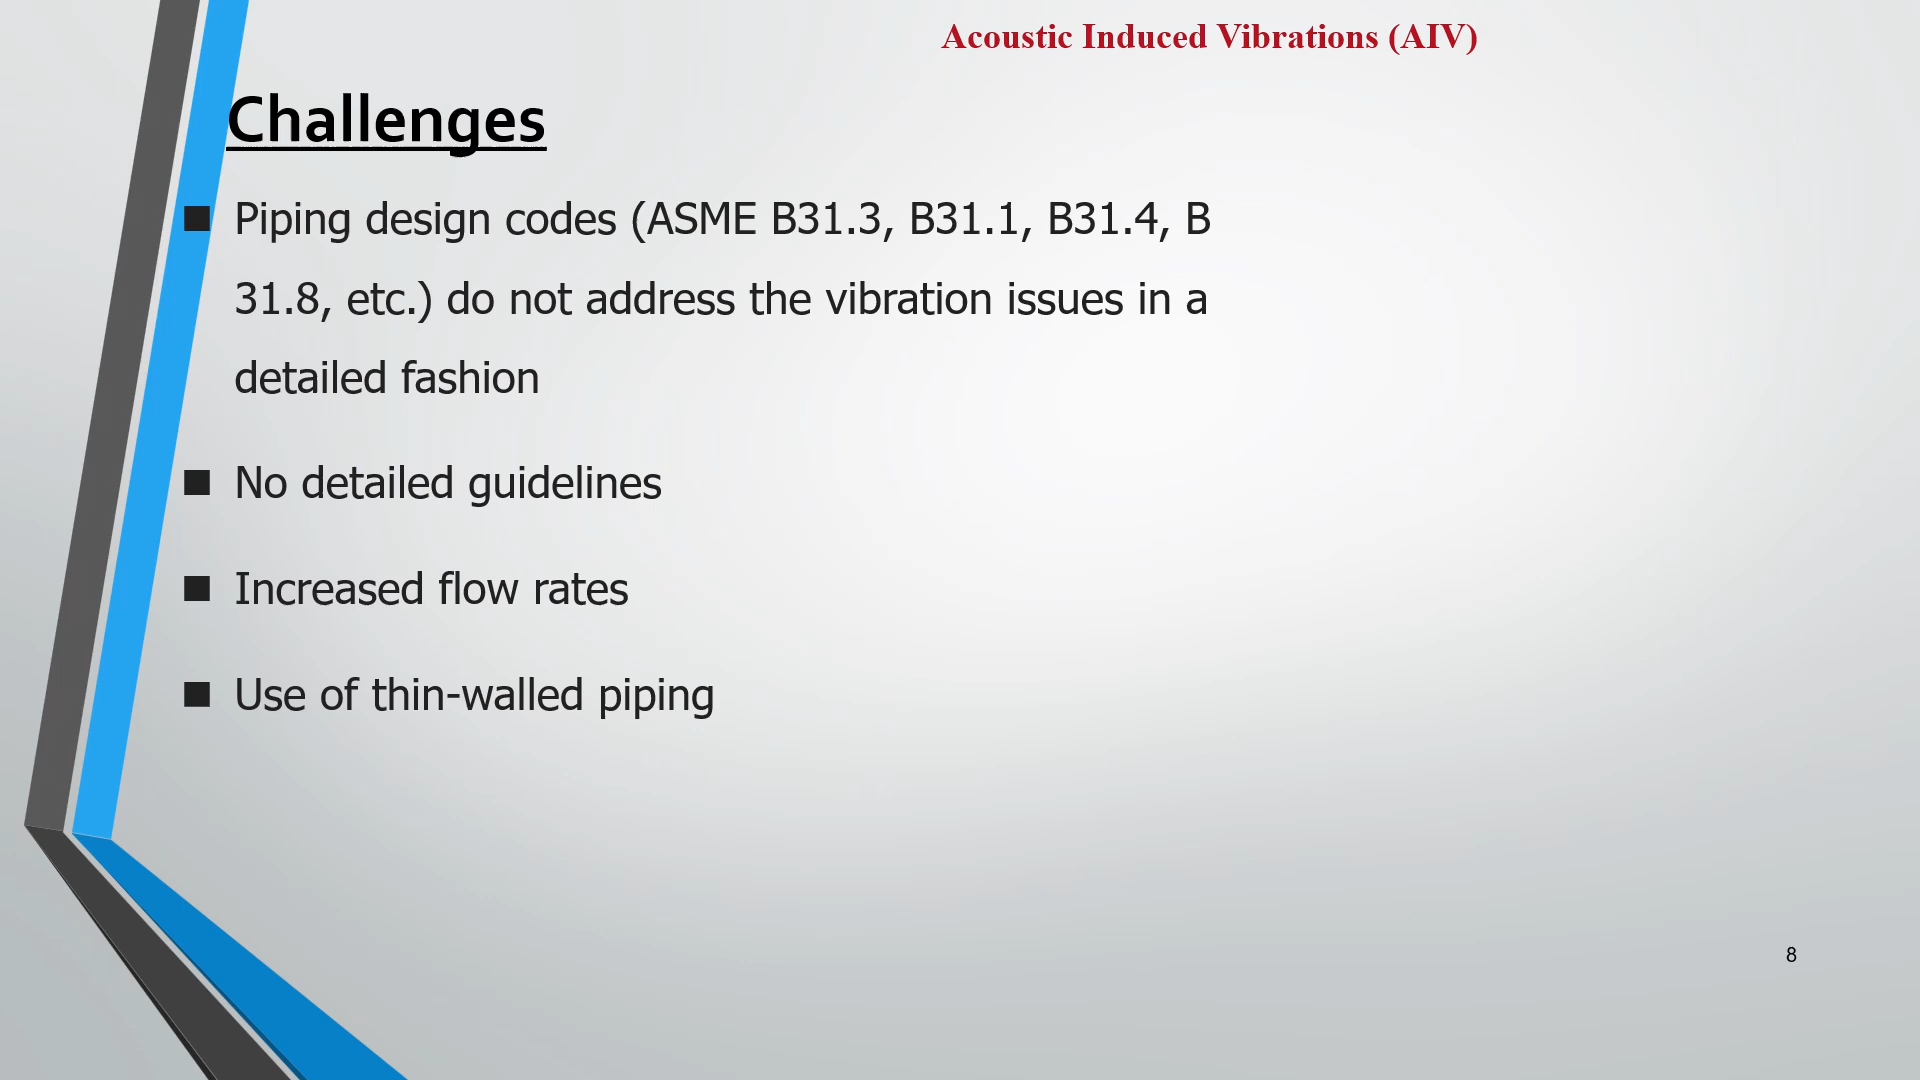 Acoustic Induced Vibrations (AIV)
Challenges
■ Piping design codes (ASME B31.3, B31.1, B31.4, B
31.8, etc.) do not address the vibration issues in a
detailed fashion
■ No detailed guidelines
■ Increased flow rates
■ Use of thin-walled piping
8